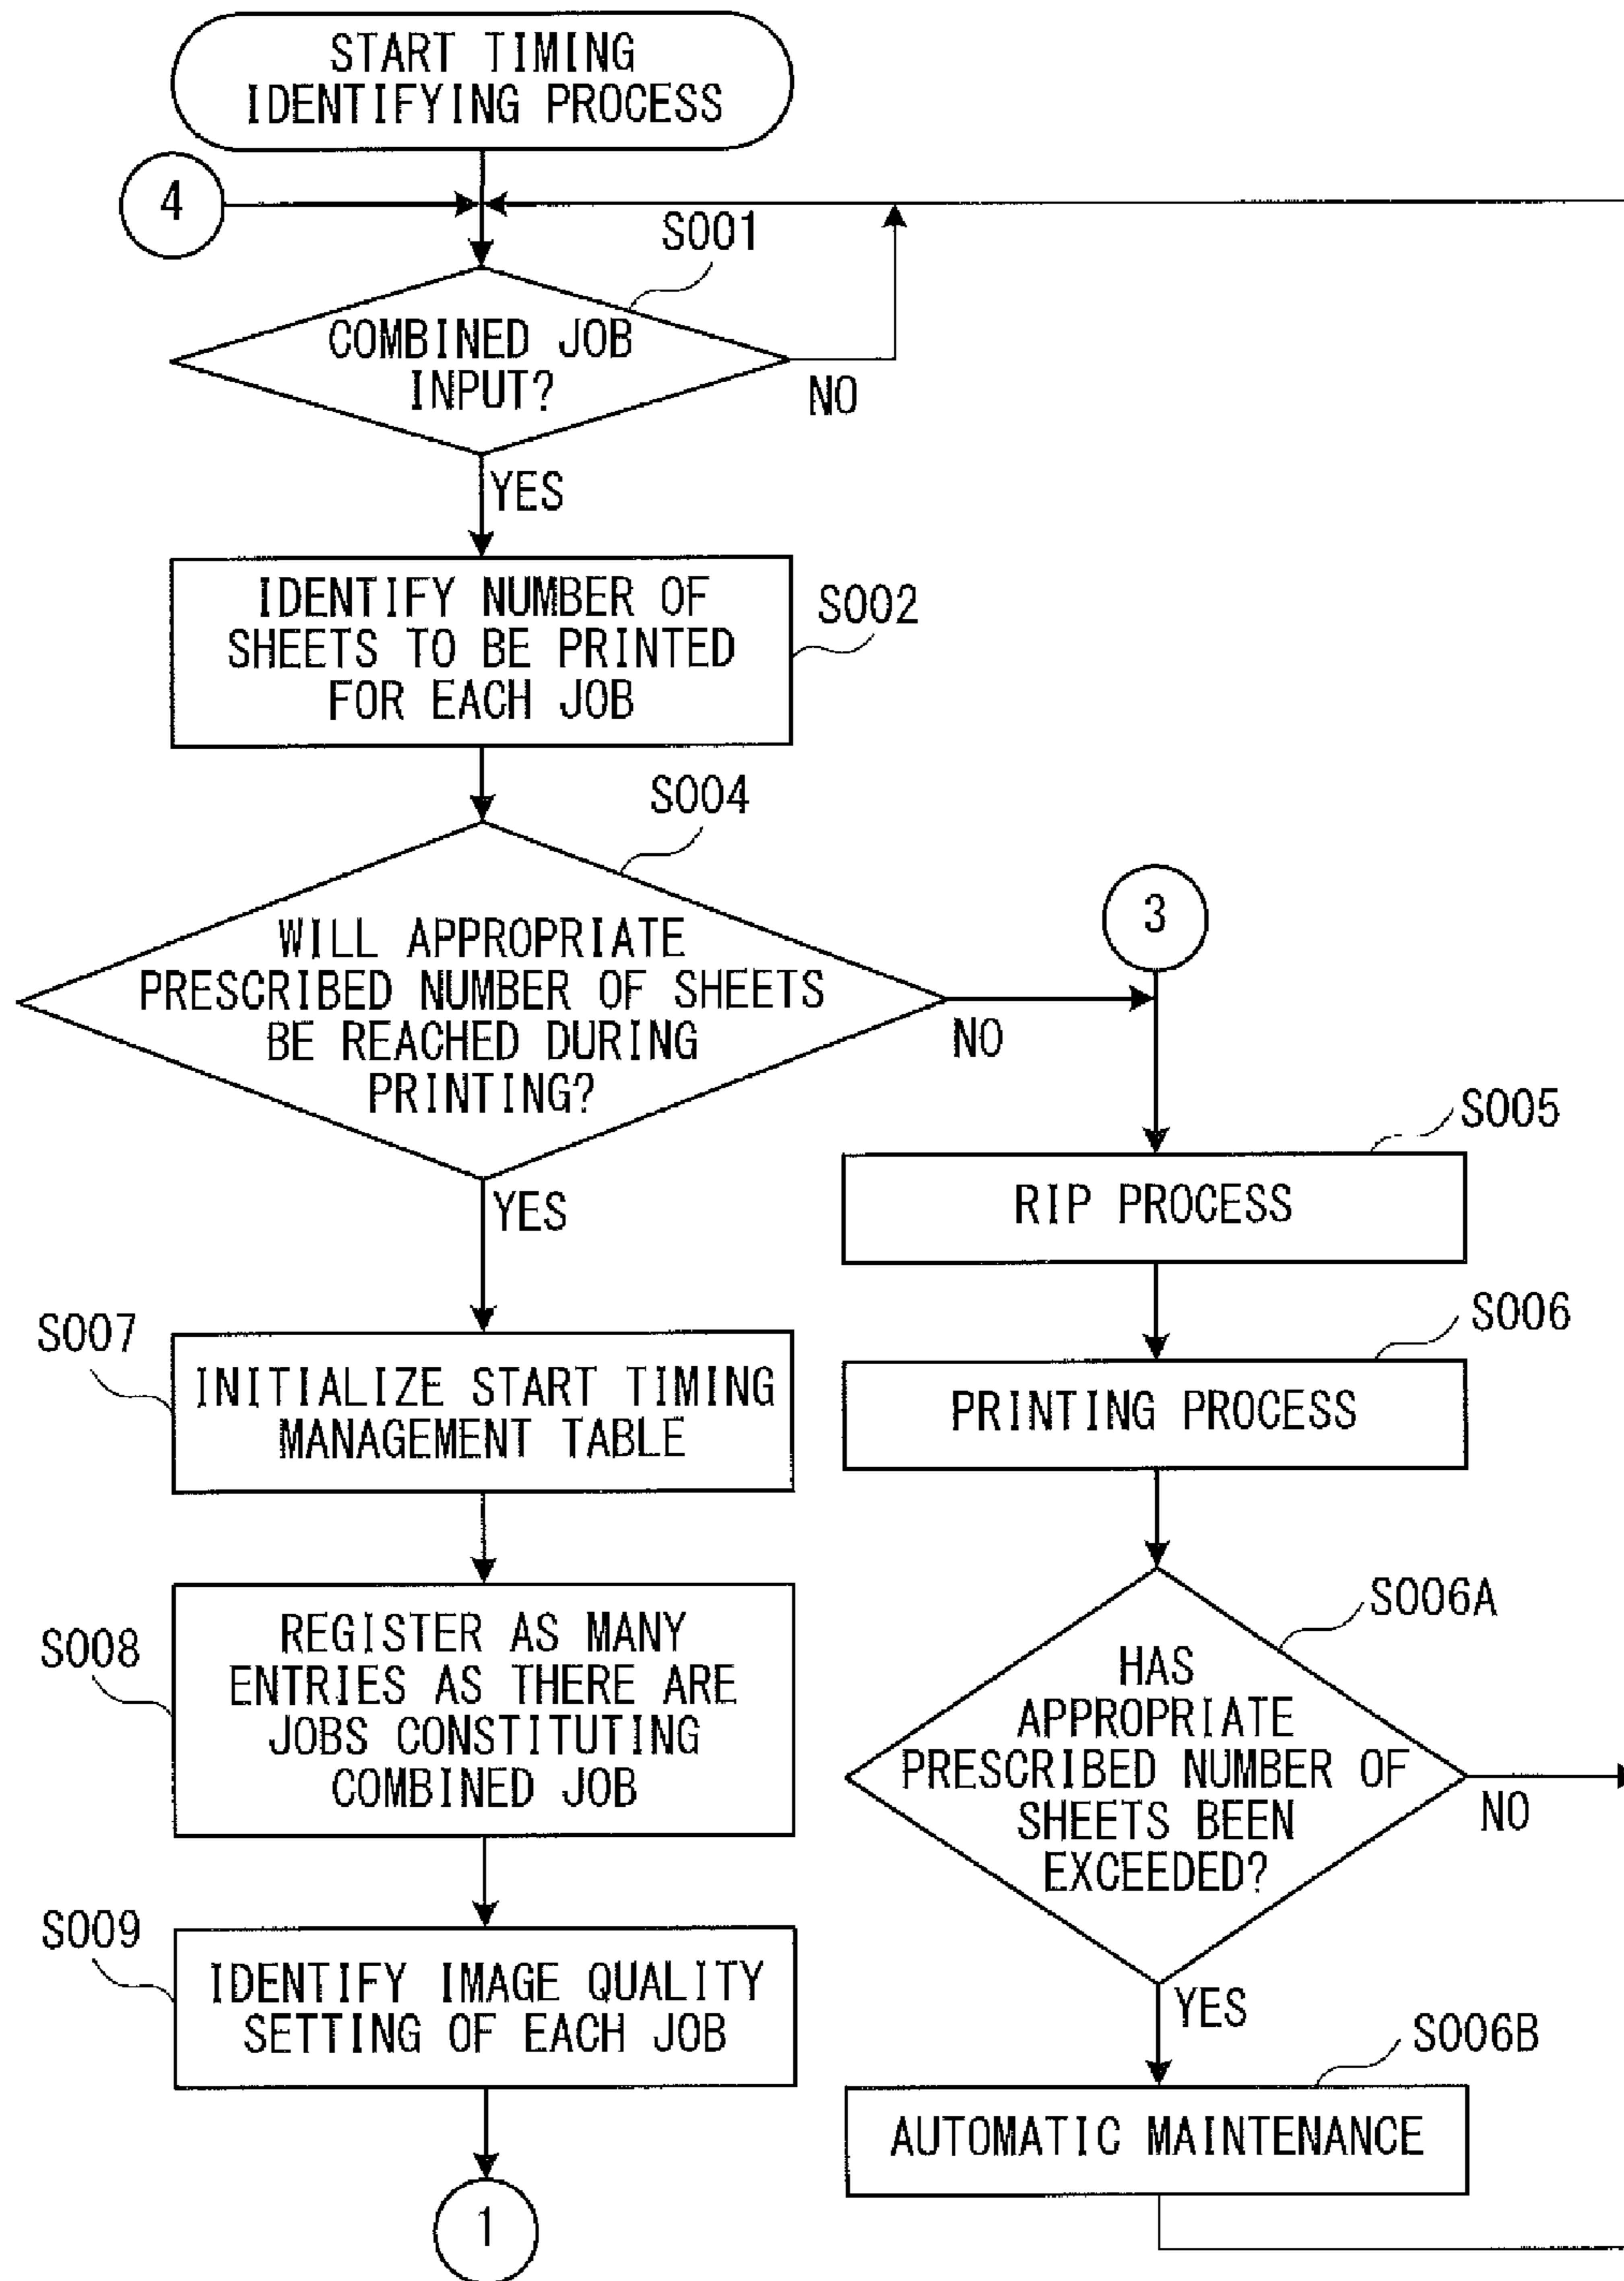 START TIMING
IDENTIFYING PROCESS
4
S001
COMBINED JOB
INPUT?
NO
YES
IDENTIFY NUMBER OF
SHEETS TO BE PRINTED
FOR EACH JOB
S002
S004
WILL APPROPRIATE
PRESCRIBED NUMBER OF SHEETS
BE REACHED DURING
PRINTING?
NO
YES
3
S005
RIP PROCESS
S006
PRINTING PROCESS
S007
INITIALIZE START TIMING
MANAGEMENT TABLE
S008
REGISTER AS MANY
ENTRIES AS THERE ARE
JOBS CONSTITUTING
COMBINED JOB
S006A
HAS
APPROPRIATE
PRESCRIBED NUMBER OF
SHEETS BEEN
EXCEEDED?
NO
YES
S009
IDENTIFY IMAGE QUALITY
SETTING OF EACH JOB
S006B
AUTOMATIC MAINTENANCE
1